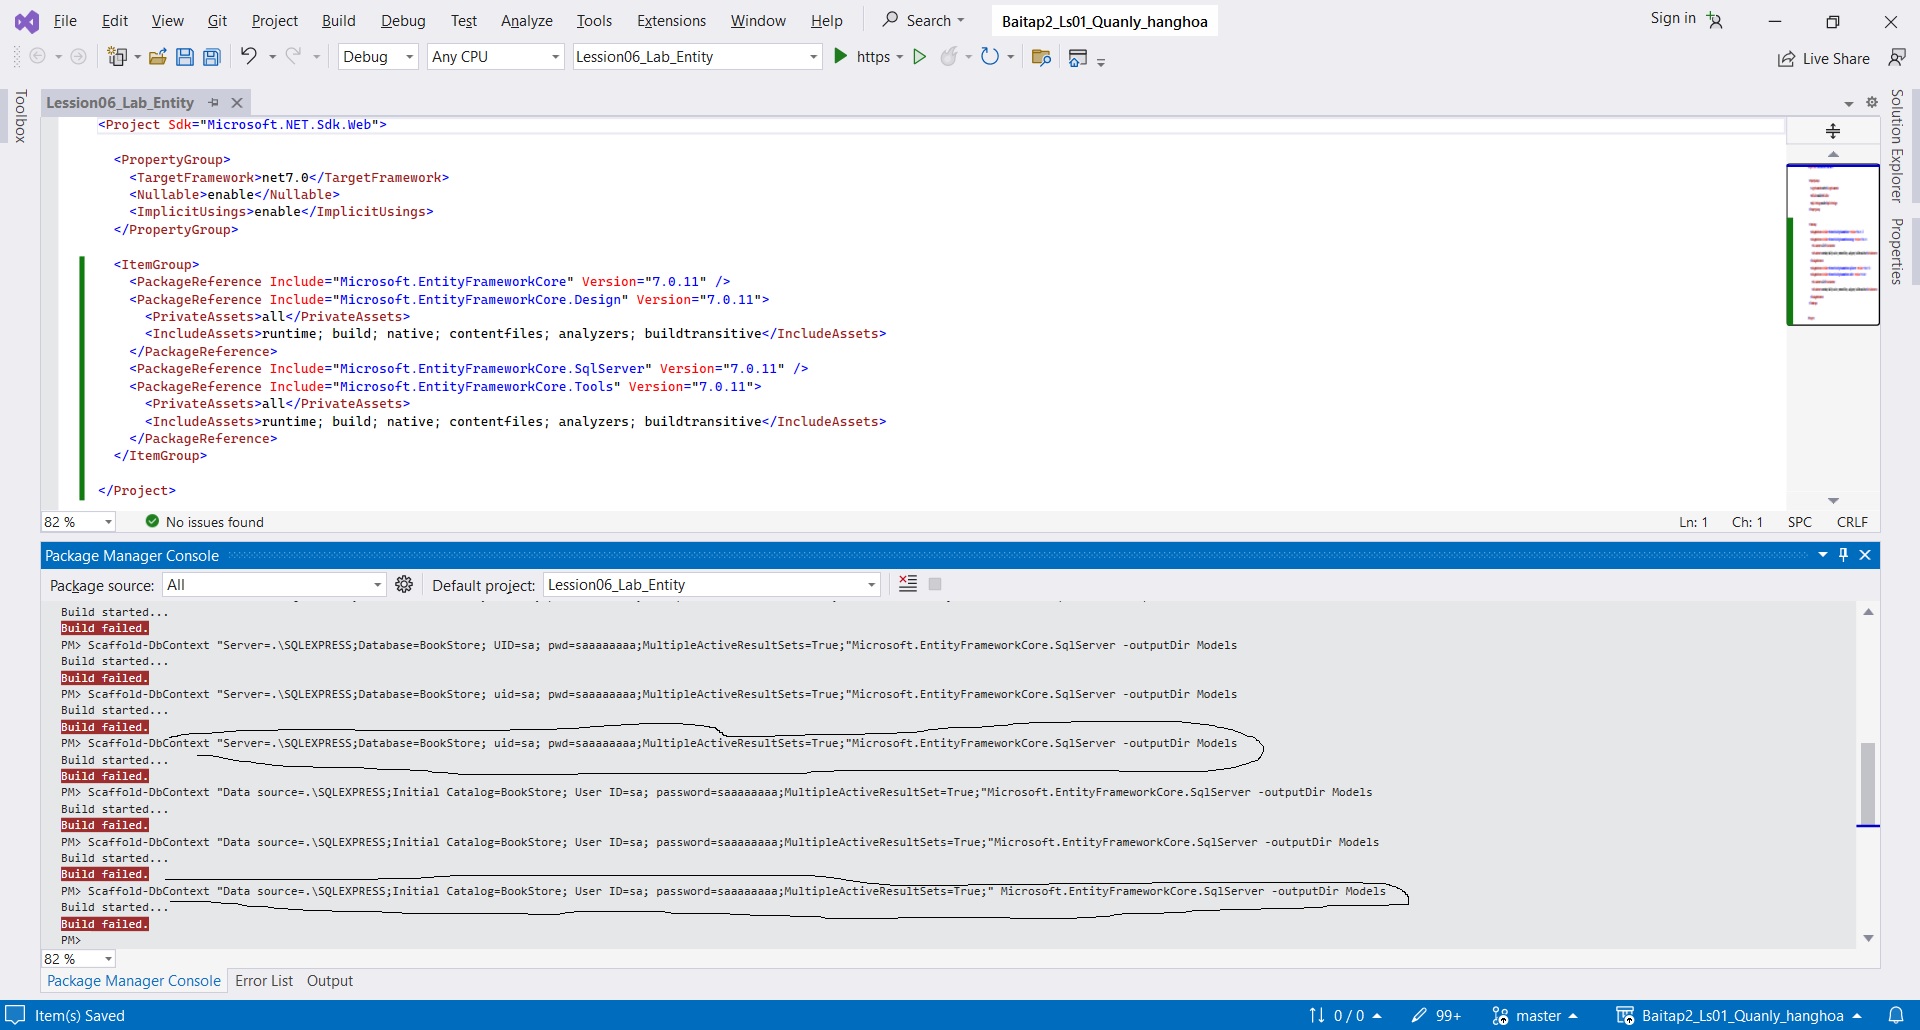 File Edit View Git Project Build Debug Test Analyze Tools Extensions Window Help Search Baitap2_Ls01_Quanly_hanghoa Sign in
Debug Any CPU Lession06_Lab_Entity https Live Share
Toolbox
Lession06_Lab_Entity
Solution Explorer
Properties
<Project Sdk="Microsoft.NET.Sdk.Web">
<PropertyGroup>
<TargetFramework>net7.0</TargetFramework>
<Nullable>enable</Nullable>
<ImplicitUsings>enable</ImplicitUsings>
</PropertyGroup>
<ItemGroup>
<PackageReference Include="Microsoft.EntityFrameworkCore" Version="7.0.11" />
<PackageReference Include="Microsoft.EntityFrameworkCore.Design" Version="7.0.11">
<PrivateAssets>all</PrivateAssets>
<IncludeAssets>runtime; build; native; contentfiles; analyzers; buildtransitive</IncludeAssets>
</PackageReference>
<PackageReference Include="Microsoft.EntityFrameworkCore.SqlServer" Version="7.0.11" />
<PackageReference Include="Microsoft.EntityFrameworkCore.Tools" Version="7.0.11">
<PrivateAssets>all</PrivateAssets>
<IncludeAssets>runtime; build; native; contentfiles; analyzers; buildtransitive</IncludeAssets>
</PackageReference>
</ItemGroup>
</Project>
82 % No issues found Ln: 1 Ch: 1 SPC CRLF
Package Manager Console
Package source: All Default project: Lession06_Lab_Entity
Build started...
Build failed.
PM> Scaffold-DbContext "Server=.\SQLEXPRESS;Database=BookStore; UID=sa; pwd=saaaaaaaa;MultipleActiveResultSets=True;"Microsoft.EntityFrameworkCore.SqlServer -outputDir Models
Build started...
Build failed.
PM> Scaffold-DbContext "Server=.\SQLEXPRESS;Database=BookStore; uid=sa; pwd=saaaaaaaa;MultipleActiveResultSets=True;"Microsoft.EntityFrameworkCore.SqlServer -outputDir Models
Build started...
Build failed.
PM> Scaffold-DbContext "Server=.\SQLEXPRESS;Database=BookStore; uid=sa; pwd=saaaaaaaa;MultipleActiveResultSets=True;"Microsoft.EntityFrameworkCore.SqlServer -outputDir Models
Build started...
Build failed.
PM> Scaffold-DbContext "Data source=.\SQLEXPRESS;Initial Catalog=BookStore; User ID=sa; password=saaaaaaaa;MultipleActiveResultSet=True;"Microsoft.EntityFrameworkCore.SqlServer -outputDir Models
Build started...
Build failed.
PM> Scaffold-DbContext "Data source=.\SQLEXPRESS;Initial Catalog=BookStore; User ID=sa; password=saaaaaaaa;MultipleActiveResultSets=True;"Microsoft.EntityFrameworkCore.SqlServer -outputDir Models
Build started...
Build failed.
PM> Scaffold-DbContext "Data source=.\SQLEXPRESS;Initial Catalog=BookStore; User ID=sa; password=saaaaaaaa;MultipleActiveResultSets=True;" Microsoft.EntityFrameworkCore.SqlServer -outputDir Models
Build started...
Build failed.
PM>
82 %
Package Manager Console Error List Output
Item(s) Saved 0 / 0 99+ master Baitap2_Ls01_Quanly_hanghoa